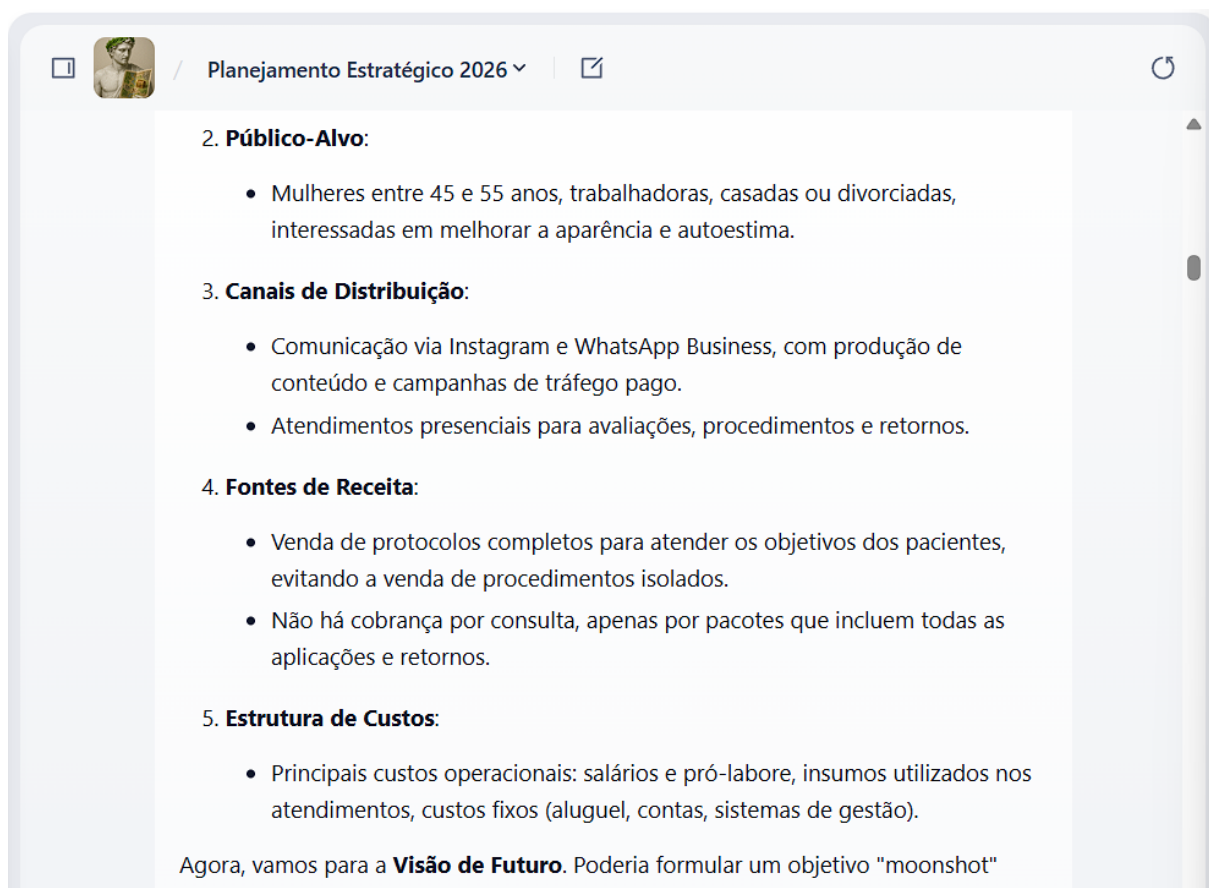 / Planejamento Estratégico 2026
2. Público-Alvo:
• Mulheres entre 45 e 55 anos, trabalhadoras, casadas ou divorciadas,
interessadas em melhorar a aparência e autoestima.
3. Canais de Distribuição:
• Comunicação via Instagram e WhatsApp Business, com produção de
conteúdo e campanhas de tráfego pago.
• Atendimentos presenciais para avaliações, procedimentos e retornos.
4. Fontes de Receita:
• Venda de protocolos completos para atender os objetivos dos pacientes,
evitando a venda de procedimentos isolados.
• Não há cobrança por consulta, apenas por pacotes que incluem todas as
aplicações e retornos.
5. Estrutura de Custos:
• Principais custos operacionais: salários e pró-labore, insumos utilizados nos
atendimentos, custos fixos (aluguel, contas, sistemas de gestão).
Agora, vamos para a Visão de Futuro. Poderia formular um objetivo "moonshot"